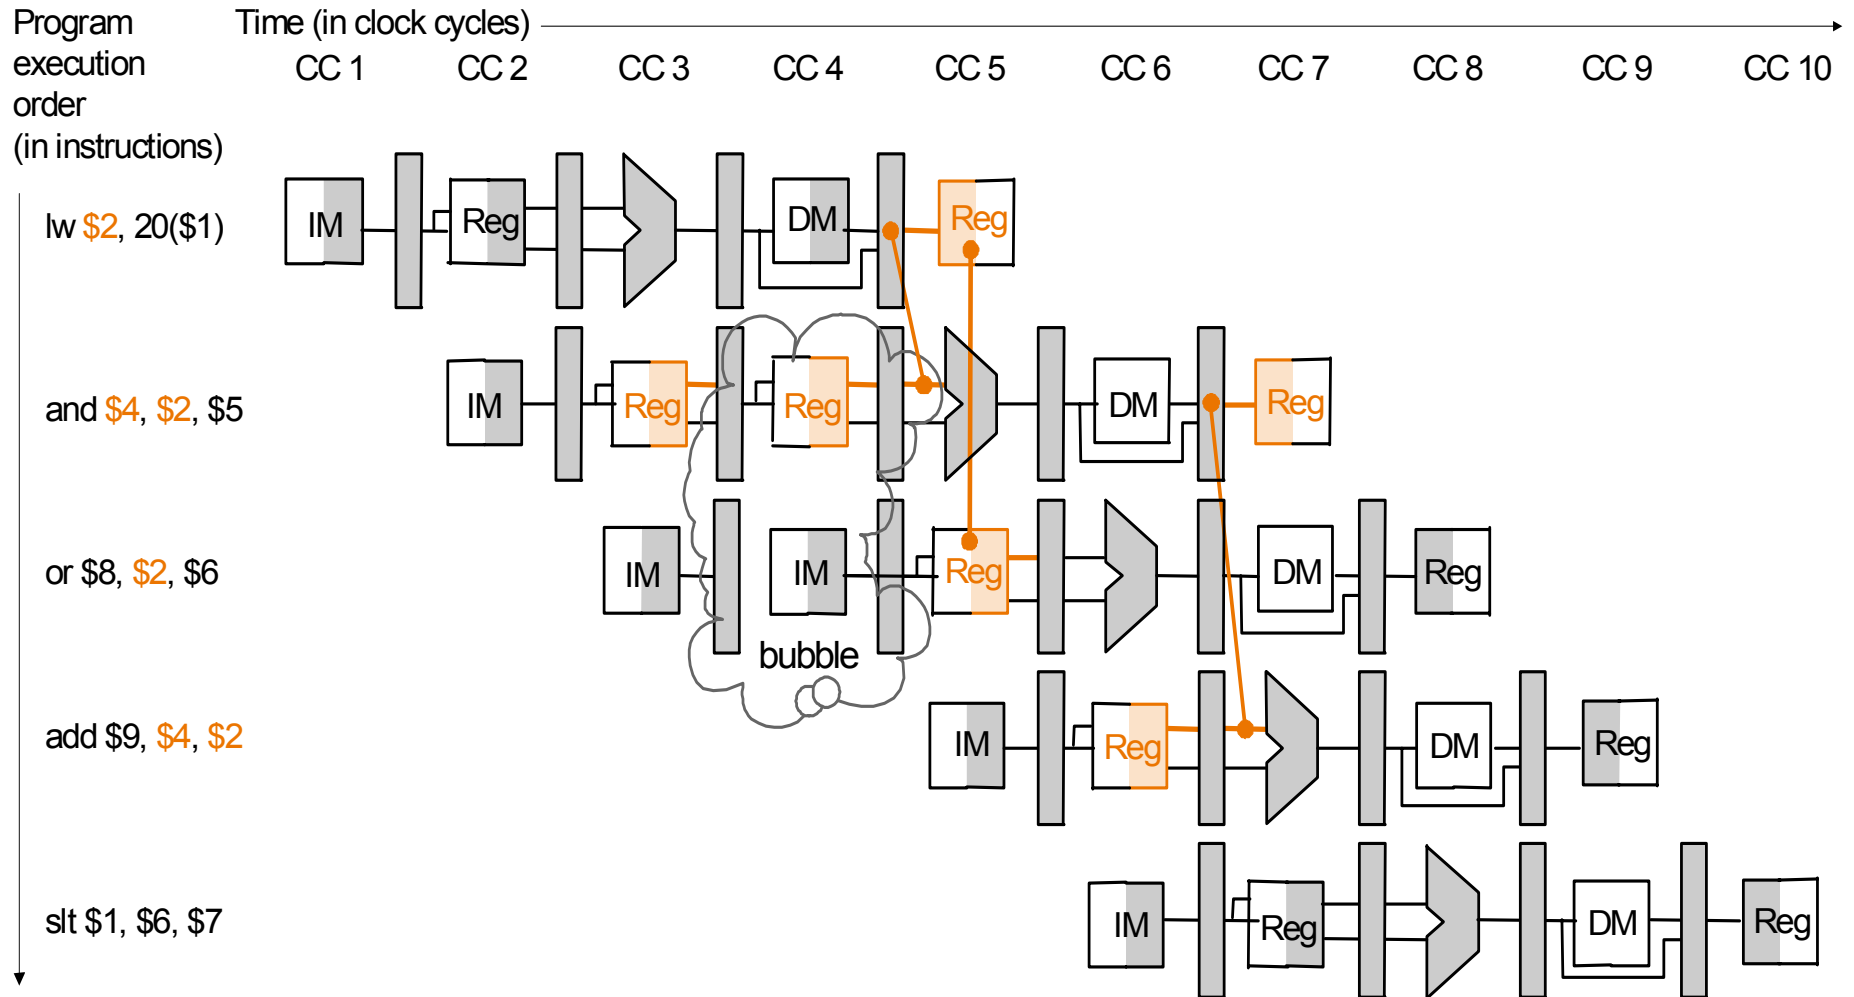 Program
execution
order
(in instructions)
Time (in clock cycles)
CC 1 CC 2 CC 3 CC 4 CC 5 CC 6 CC 7 CC 8 CC 9 CC 10
lw $2, 20($1)
IM Reg DM Reg
and $4, $2, $5
IM Reg Reg DM Reg
or $8, $2, $6
IM IM Reg DM Reg
bubble
add $9, $4, $2
IM Reg DM Reg
slt $1, $6, $7
IM Reg DM Reg